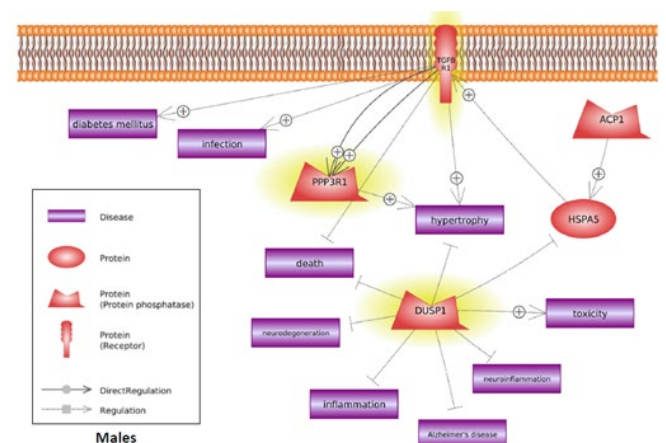 TGFB
R1
ACP1
diabetes mellitus
infection
PPP3R1
hypertrophy
HSPA5
death
DUSP1
toxicity
neurodegeneration
neuroinflammation
inflammation
Alzheimer's disease
Disease
Protein
Protein
(Protein phosphatase)
Protein
(Receptor)
DirectRegulation
Regulation
Males